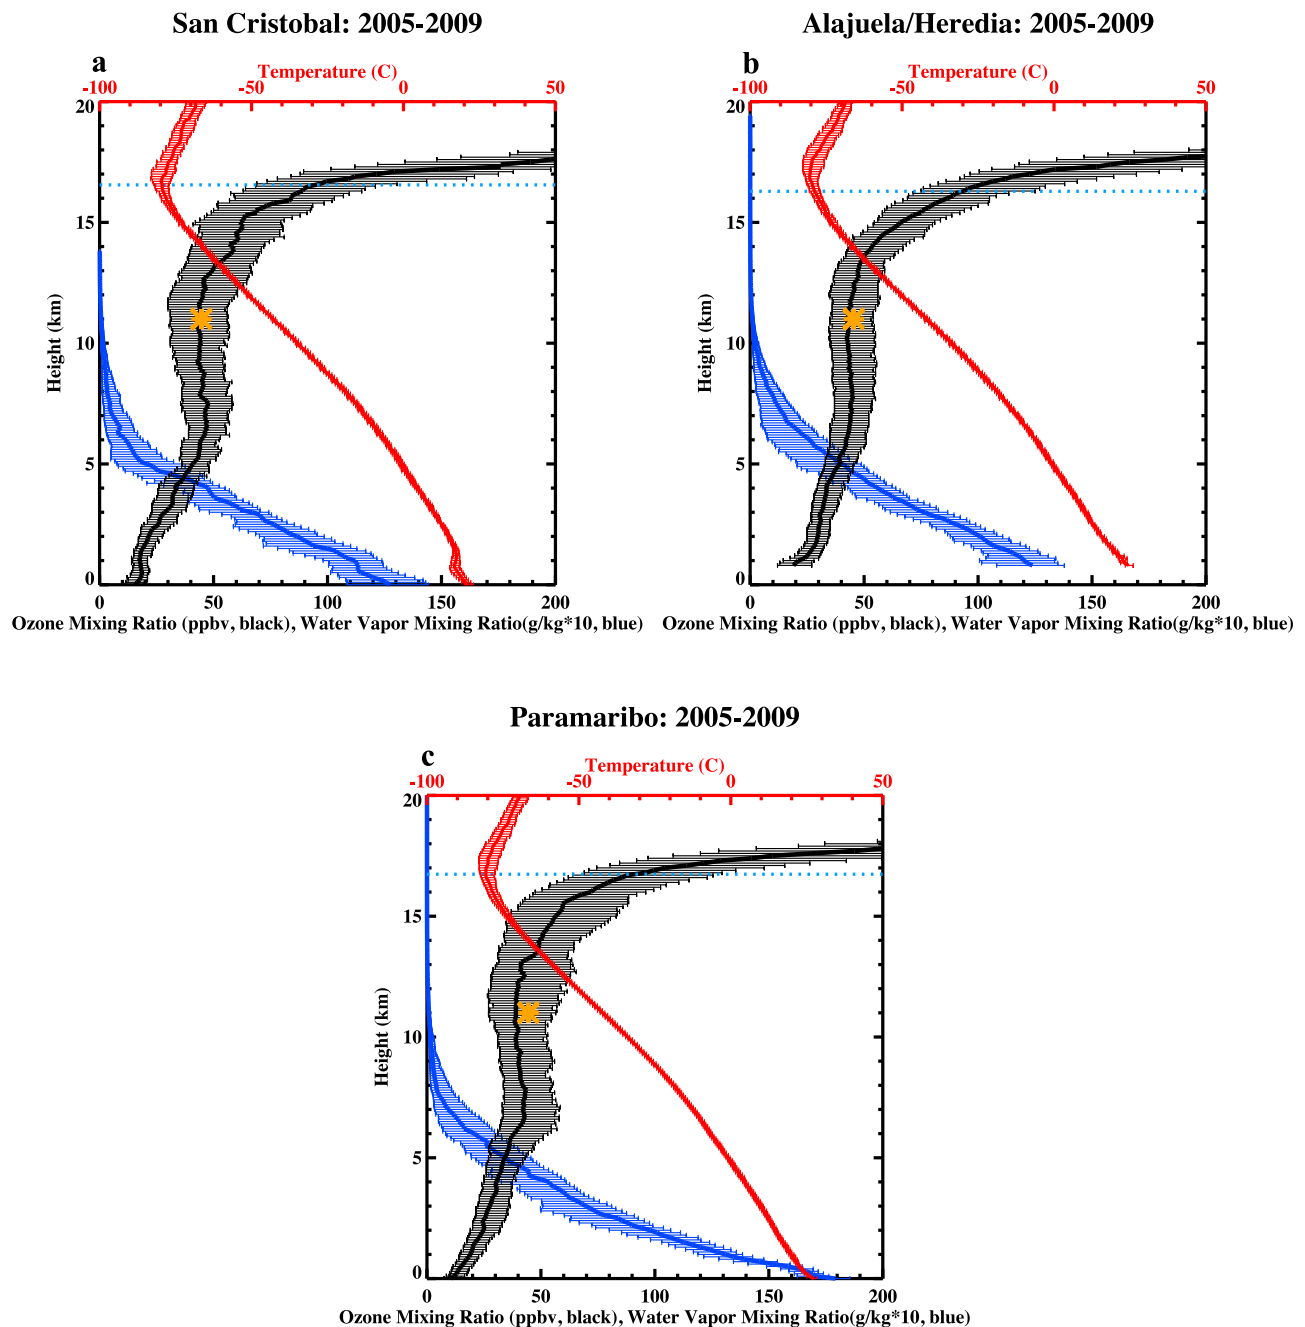 San Cristobal: 2005-2009
a
Temperature (C)
-100 -50 0 50
20
15
10
5
0
Height (km)
0 50 100 150 200
Ozone Mixing Ratio (ppbv, black), Water Vapor Mixing Ratio(g/kg*10, blue)
Alajuela/Heredia: 2005-2009
b
Temperature (C)
-100 -50 0 50
20
15
10
5
0
Height (km)
0 50 100 150 200
Ozone Mixing Ratio (ppbv, black), Water Vapor Mixing Ratio(g/kg*10, blue)
Paramaribo: 2005-2009
c
Temperature (C)
-100 -50 0 50
20
15
10
5
0
Height (km)
0 50 100 150 200
Ozone Mixing Ratio (ppbv, black), Water Vapor Mixing Ratio(g/kg*10, blue)